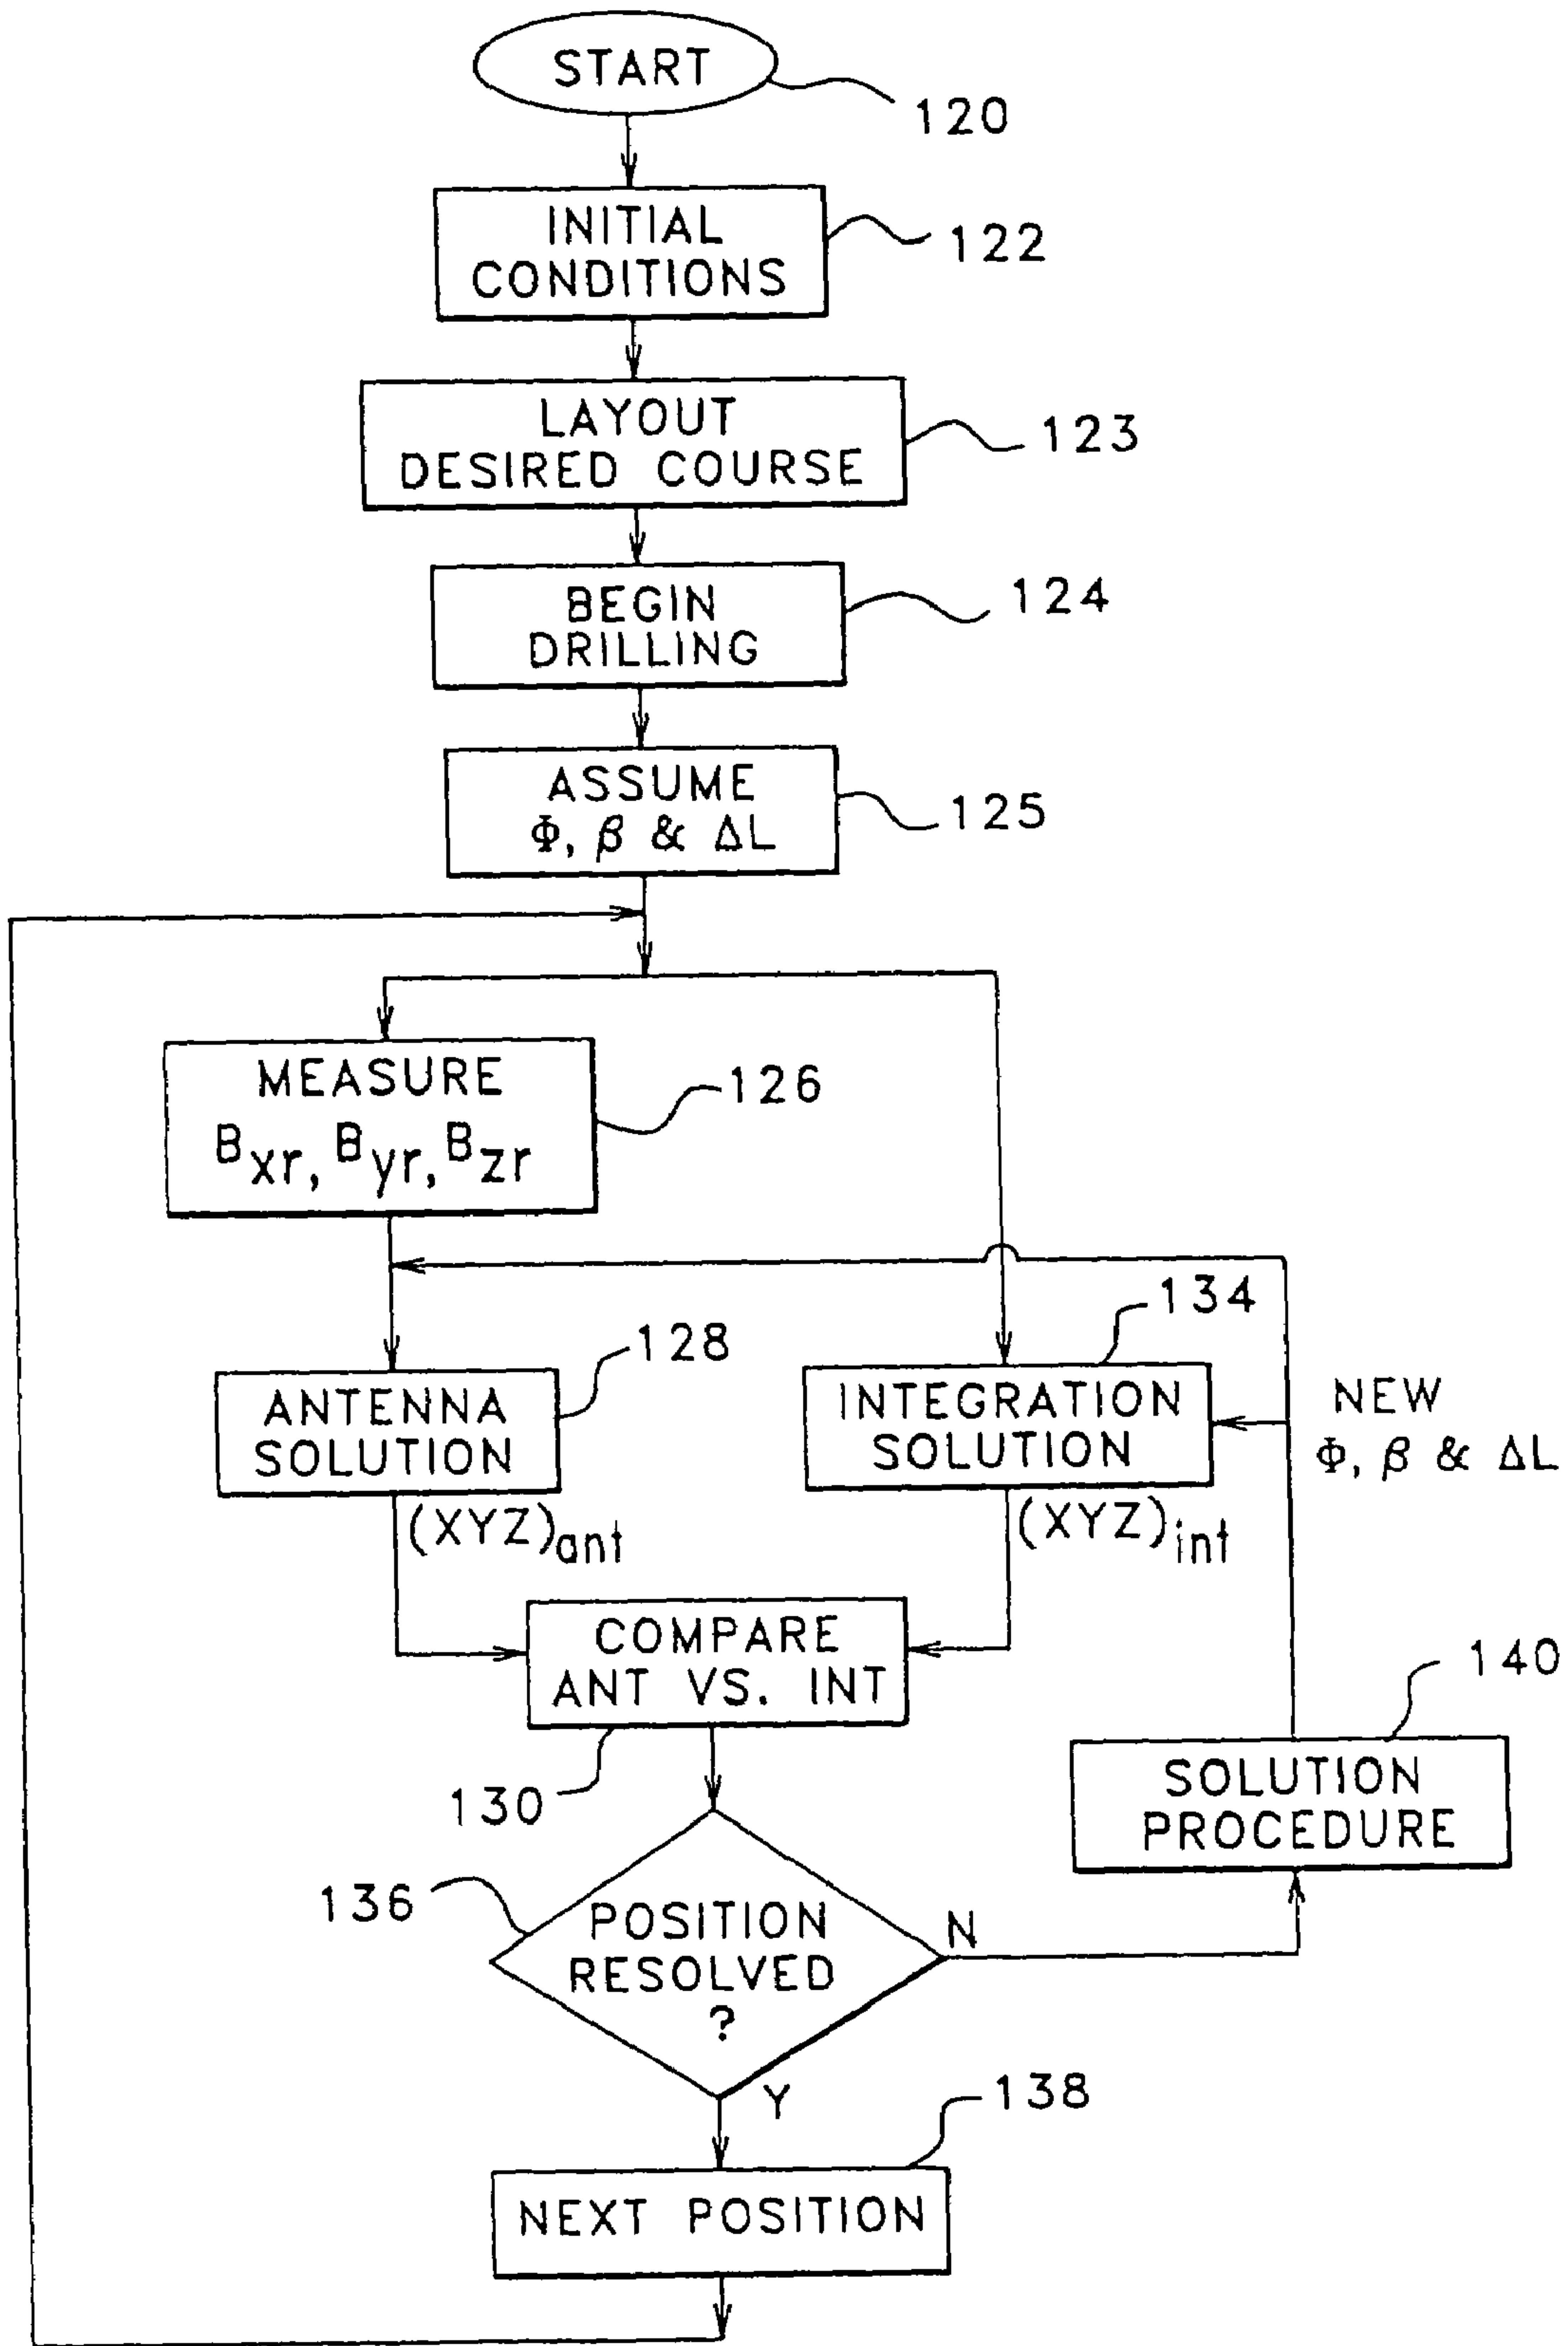 START
120
INITIAL
CONDITIONS
122
LAYOUT
DESIRED COURSE
123
BEGIN
DRILLING
124
ASSUME
Φ, β & ΔL
125
MEASURE
Bxr, Byr, Bzr
126
134
128
ANTENNA
SOLUTION
INTEGRATION
SOLUTION
NEW
Φ, β & ΔL
(XYZ)ant
(XYZ)int
COMPARE
ANT VS. INT
130
140
SOLUTION
PROCEDURE
136
POSITION
RESOLVED
?
N
Y
138
NEXT POSITION